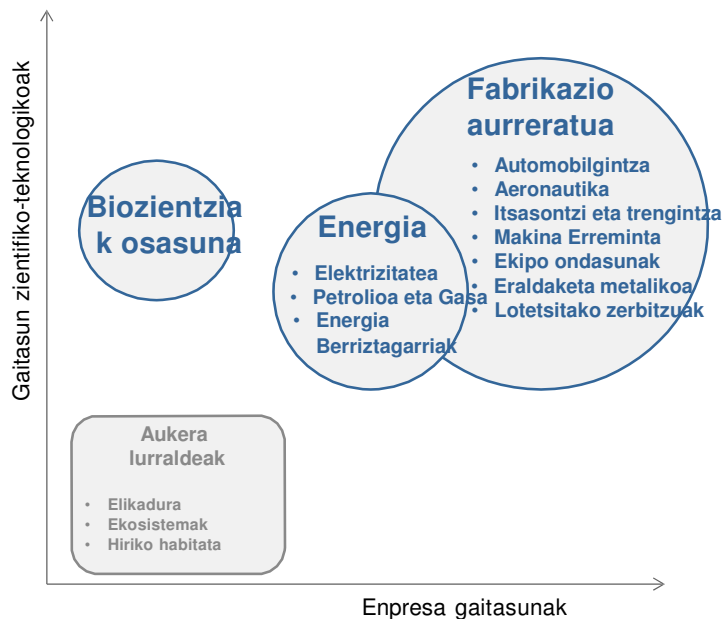 Gaitasun zientifiko-teknologikoak
Fabrikazio
aurreratua
• Automobilgintza
• Aeronautika
• Itsasontzi eta trengintza
• Makina Erreminta
• Ekipo ondasunak
• Eraldaketa metalikoa
• Lotetsitako zerbitzuak
Biozientzia
k osasuna
Energia
• Elektrizitatea
• Petrolioa eta Gasa
• Energia
Berriztagarriak
Aukera
lurraldeak
• Elikadura
• Ekosistemak
• Hiriko habitata
Enpresa gaitasunak